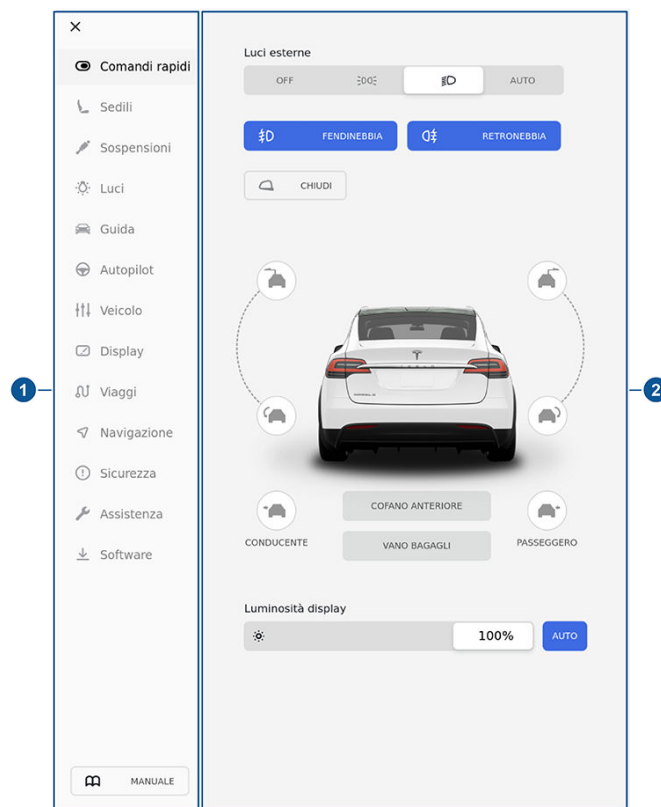 Comandi rapidi
Sedili
Sospensioni
Luci
Guida
Autopilot
Veicolo
Display
1
Viaggi
Navigazione
Sicurezza
Assistenza
Software
MANUALE
Luci esterne
OFF AUTO
FENDINEBBIA RETRONEBBIA
CHIUDI
T E S L A
2
COFANO ANTERIORE
CONDUCENTE VANO BAGAGLI PASSEGGERO
Luminosità display
100% AUTO